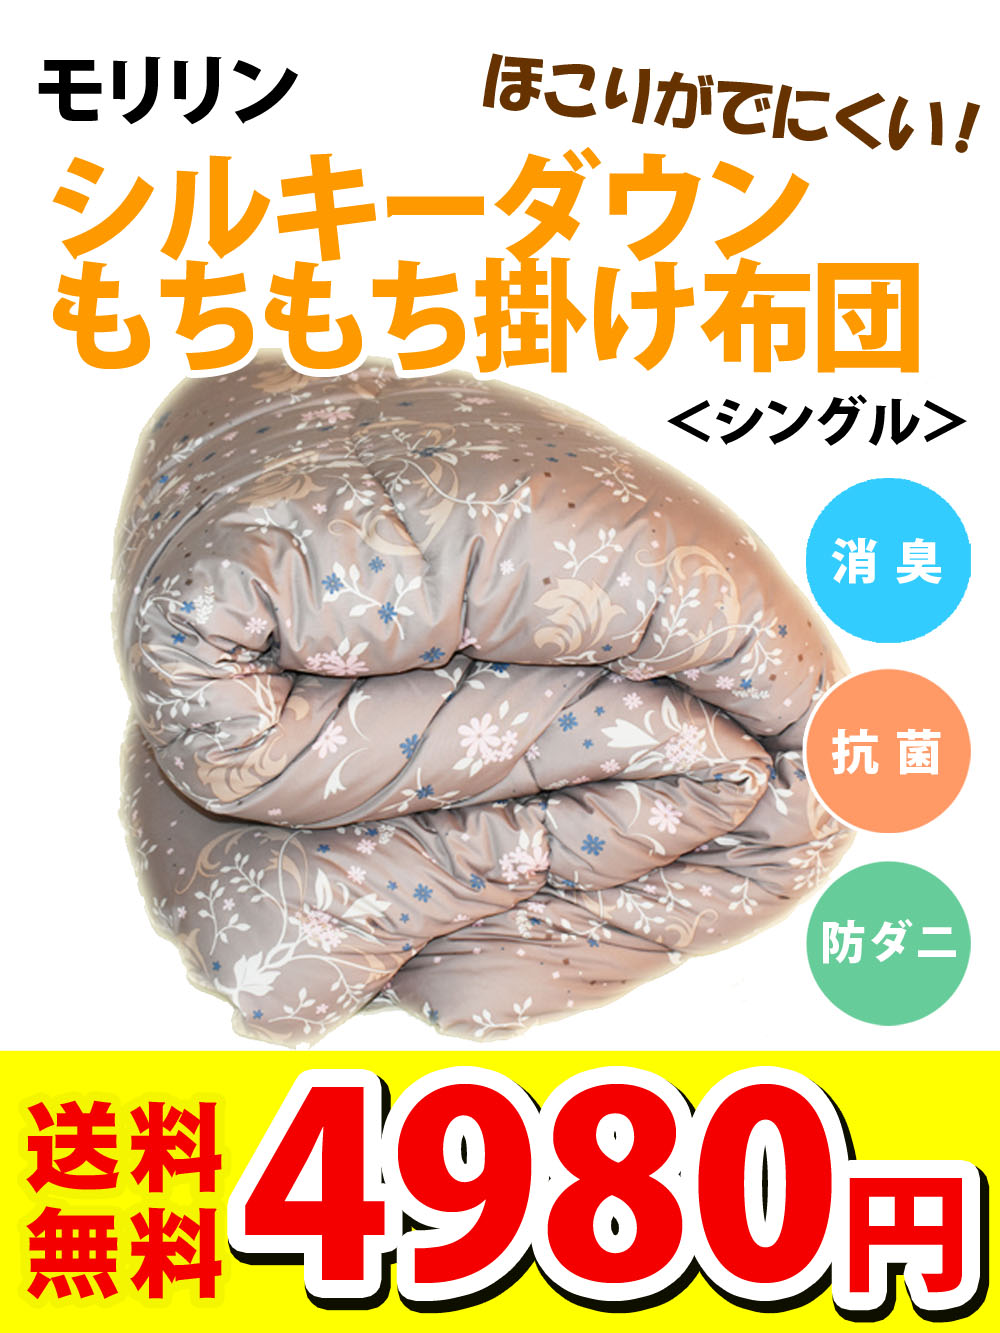 モリリン
ほこりがでにくい!
シルキーダウン
もちもち掛け布団
＜シングル＞
消臭
抗菌
防ダニ
送料
無料
4980円